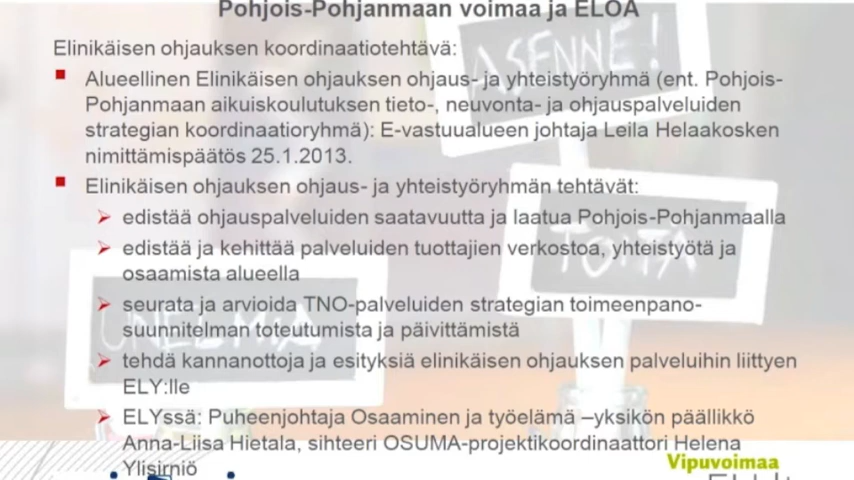 Pohjois-Pohjanmaan voimaa ja ELOA
Elinikäisen ohjauksen koordinaatiotehtävä:
Alueellinen Elinikäisen ohjauksen ohjaus- ja yhteistyöryhmä (ent. Pohjois-
Pohjanmaan aikuiskoulutuksen tieto-, neuvonta- ja ohjauspalveluiden
strategian koordinaatioryhmä): E-vastuualueen johtaja Leila Helaakosken
nimittämispäätös 25.1.2013.
Elinikäisen ohjauksen ohjaus- ja yhteistyöryhmän tehtävät:
edistää ohjauspalveluiden saatavuutta ja laatua Pohjois-Pohjanmaalla
edistää ja kehittää palveluiden tuottajien verkostoa, yhteistyötä ja
osaamista alueella
seurata ja arvioida TNO-palveluiden strategian toimeenpano-
suunnitelman toteutumista ja päivittämistä
tehdä kannanottoja ja esityksiä elinikäisen ohjauksen palveluihin liittyen
ELY:lle
ELYssä: Puheenjohtaja Osaaminen ja työelämä –yksikön päällikkö
Anna-Liisa Hietala, sihteeri OSUMA-projektikoordinaattori Helena
Ylisirniö
ASENNE!
TÖITÄ
UNELMIA
Vipuvoimaa